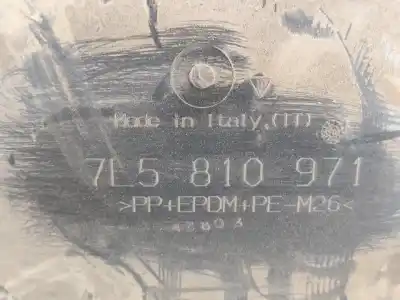 Made in Italy.(IT)
7L5 810 971
>PP+EPDM+PE-M26<